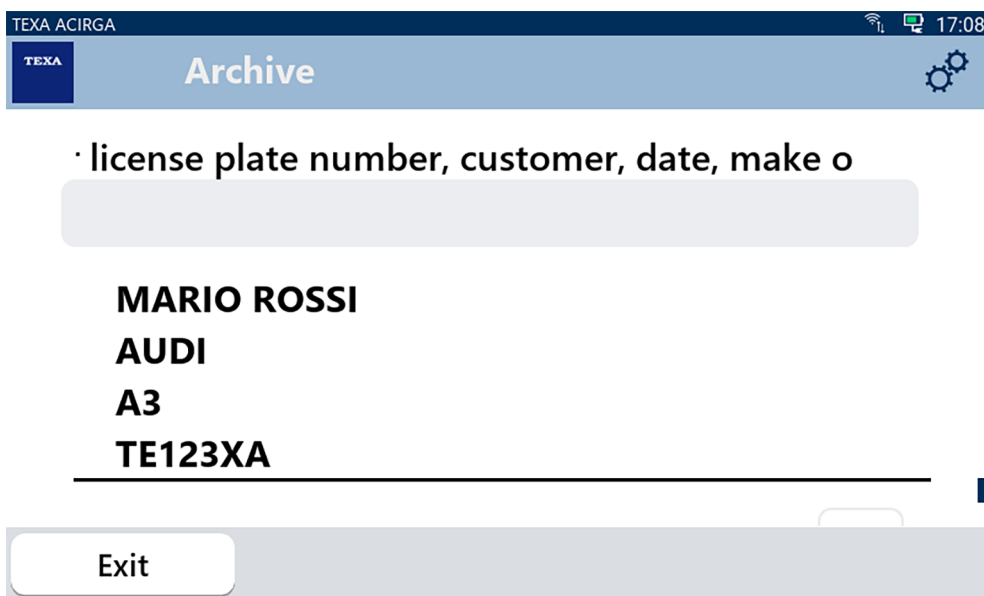 TEXA ACIRGA 17:08
TEXA
Archive
· license plate number, customer, date, make o
MARIO ROSSI
AUDI
A3
TE123XA
Exit